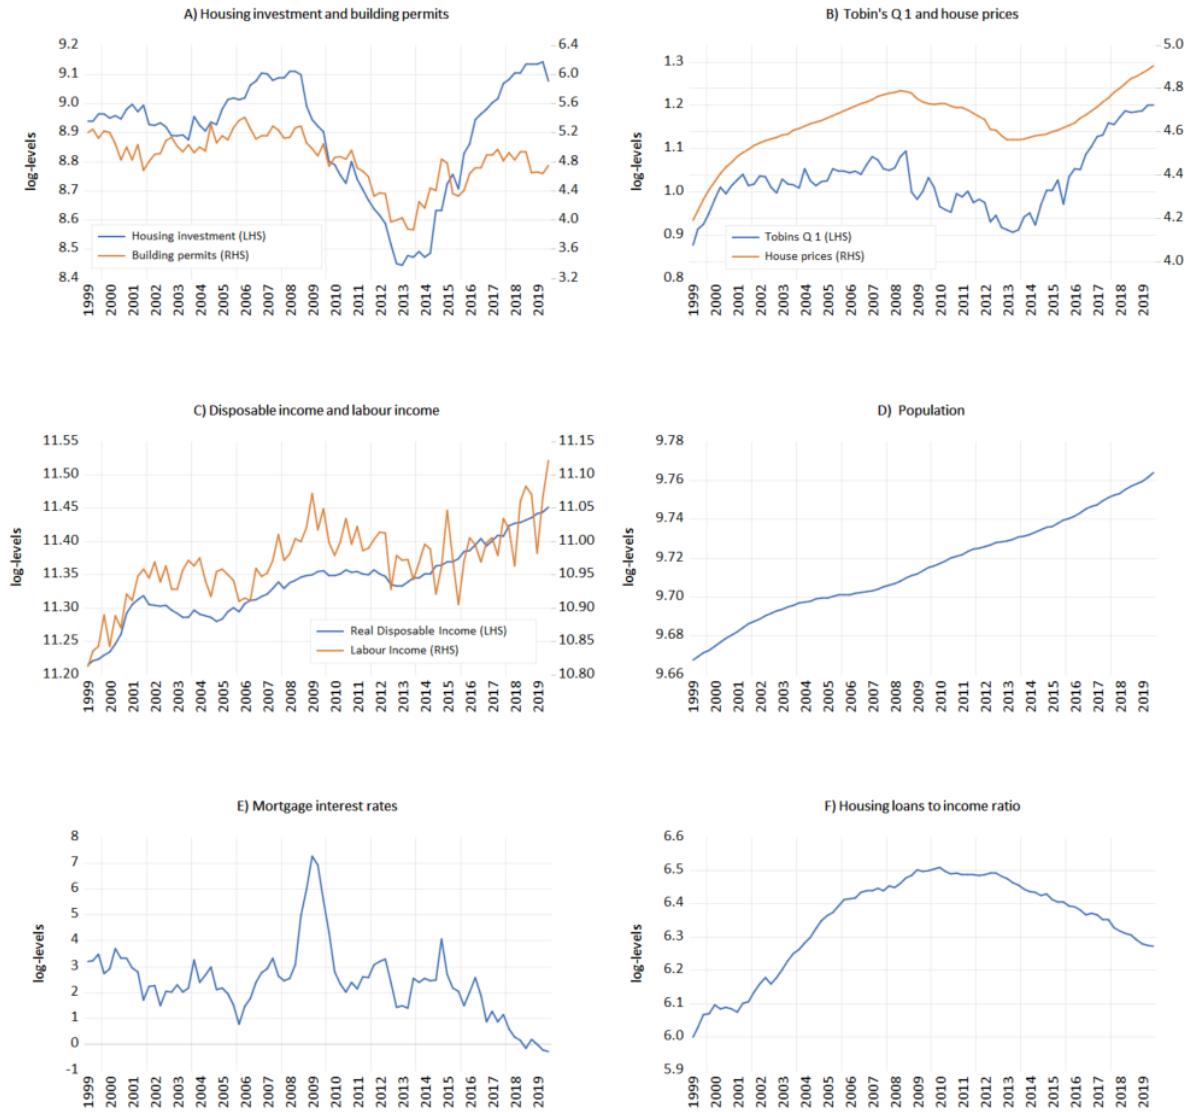 A) Housing investment and building permits
9.2
9.1
9.0
8.9
8.8
8.7
8.6
8.5
8.4
log-levels
6.4
6.0
5.6
5.2
4.8
4.4
4.0
3.6
3.2
Housing investment (LHS)
Building permits (RHS)
1999 2000 2001 2002 2003 2004 2005 2006 2007 2008 2009 2010 2011 2012 2013 2014 2015 2016 2017 2018 2019
B) Tobin's Q 1 and house prices
1.3
1.2
1.1
1.0
0.9
0.8
log-levels
5.0
4.8
4.6
4.4
4.2
4.0
Tobins Q 1 (LHS)
House prices (RHS)
1999 2000 2001 2002 2003 2004 2005 2006 2007 2008 2009 2010 2011 2012 2013 2014 2015 2016 2017 2018 2019
C) Disposable income and labour income
11.55
11.50
11.45
11.40
11.35
11.30
11.25
11.20
log-levels
11.15
11.10
11.05
11.00
10.95
10.90
10.85
10.80
Real Disposable Income (LHS)
Labour Income (RHS)
1999 2000 2001 2002 2003 2004 2005 2006 2007 2008 2009 2010 2011 2012 2013 2014 2015 2016 2017 2018 2019
D) Population
9.78
9.76
9.74
9.72
9.70
9.68
9.66
log-levels
1999 2000 2001 2002 2003 2004 2005 2006 2007 2008 2009 2010 2011 2012 2013 2014 2015 2016 2017 2018 2019
E) Mortgage interest rates
8
7
6
5
4
3
2
1
0
-1
log-levels
1999 2000 2001 2002 2003 2004 2005 2006 2007 2008 2009 2010 2011 2012 2013 2014 2015 2016 2017 2018 2019
F) Housing loans to income ratio
6.6
6.5
6.4
6.3
6.2
6.1
6.0
5.9
log-levels
1999 2000 2001 2002 2003 2004 2005 2006 2007 2008 2009 2010 2011 2012 2013 2014 2015 2016 2017 2018 2019